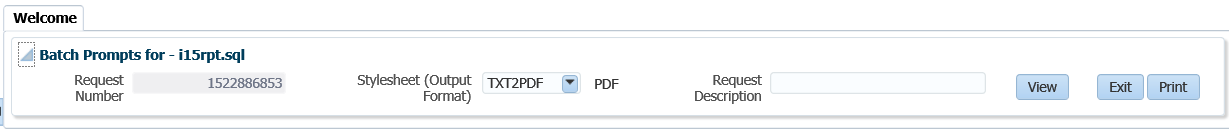 Welcome
Batch Prompts for - i15rpt.sql
Request Number 1522886853 Stylesheet (Output Format) TXT2PDF PDF Request Description View Exit Print